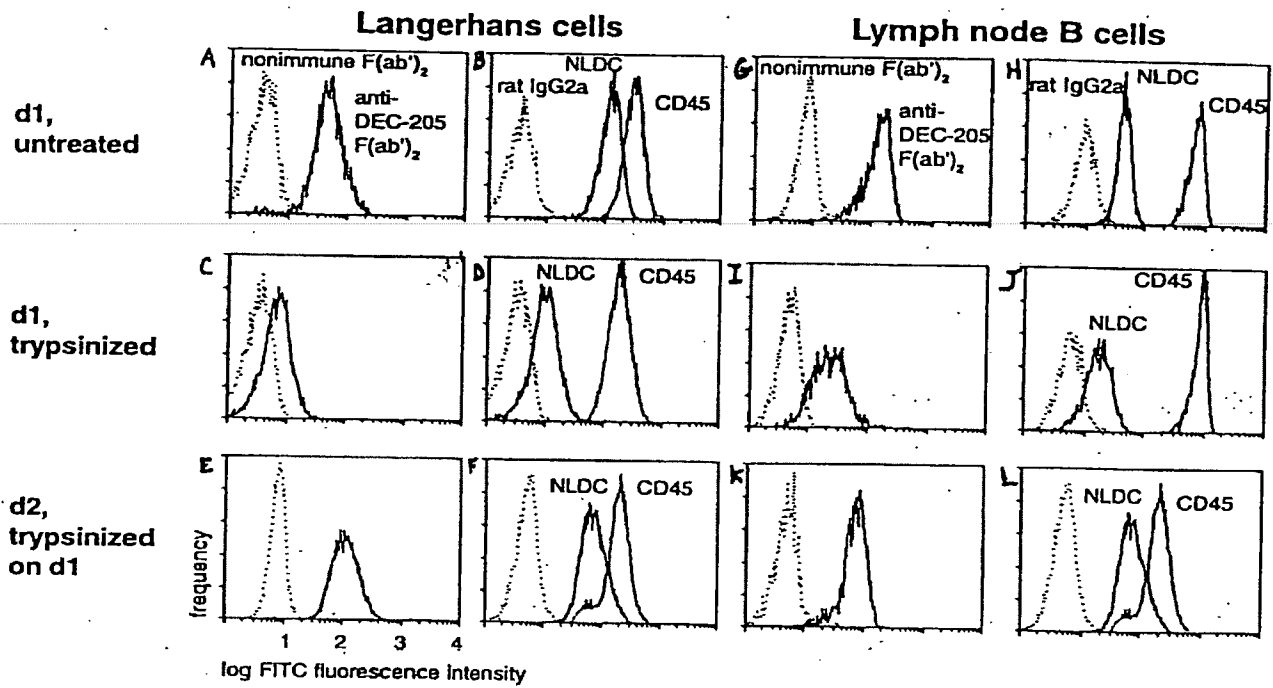 Langerhans cells
Lymph node B cells
d1,
untreated
A
nonimmune F(ab')₂
anti-
DEC-205
F(ab')₂
B
NLDC
rat IgG2a
CD45
G
nonimmune F(ab')₂
anti-
DEC-205
F(ab')₂
H
NLDC
rat IgG2a
CD45
d1,
trypsinized
C
D
NLDC
CD45
I
J
CD45
NLDC
d2,
trypsinized
on d1
E
F
NLDC
CD45
K
L
NLDC
CD45
frequency
1 2 3 4
log FITC fluorescence intensity